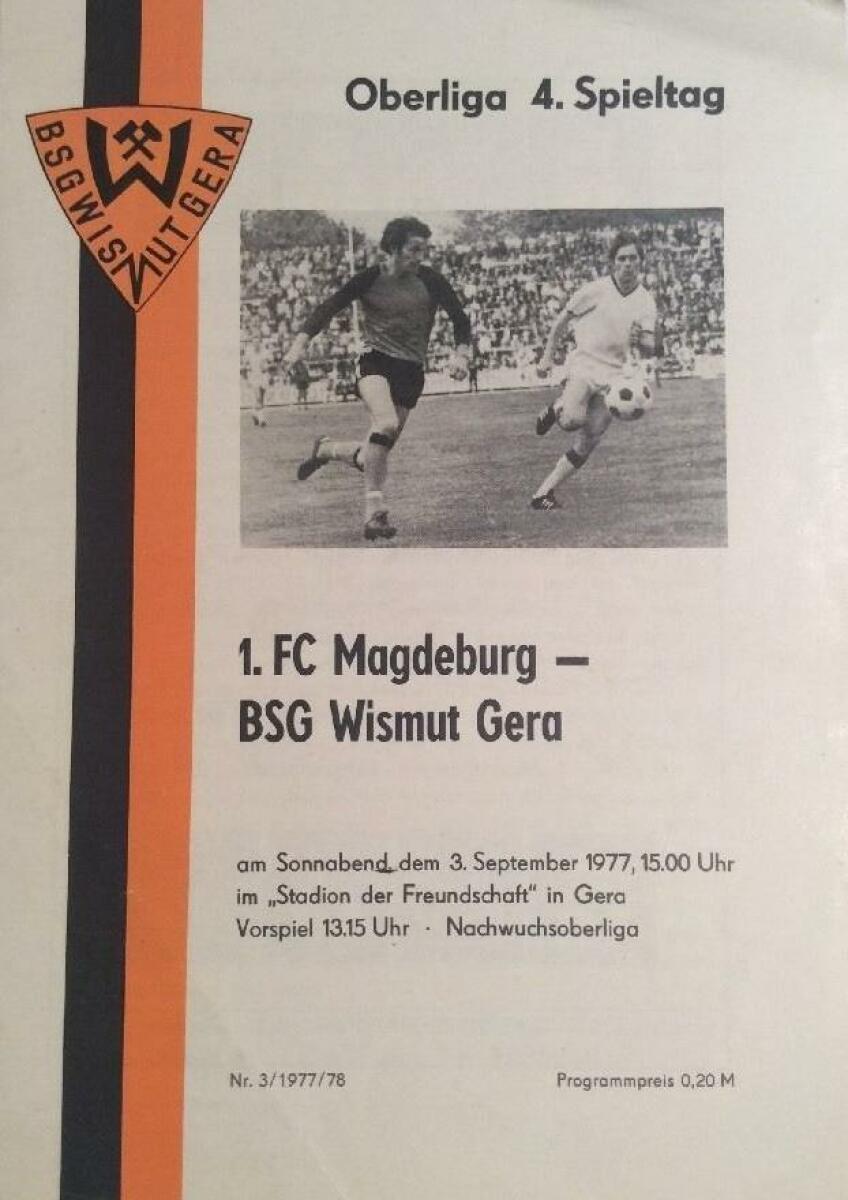 Oberliga 4. Spieltag
BSG WISMUT GERA
W
1. FC Magdeburg –
BSG Wismut Gera
am Sonnabend, dem 3. September 1977, 15.00 Uhr
im „Stadion der Freundschaft“ in Gera
Vorspiel 13.15 Uhr · Nachwuchsoberliga
Nr. 3/1977/78
Programmpreis 0,20 M